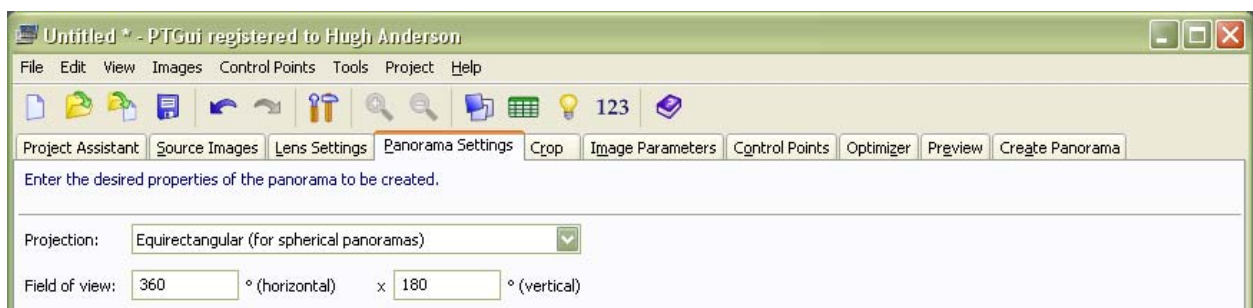 Untitled * - PTGui registered to Hugh Anderson
File Edit View Images Control Points Tools Project Help
123
Project Assistant Source Images Lens Settings Panorama Settings Crop Image Parameters Control Points Optimizer Preview Create Panorama
Enter the desired properties of the panorama to be created.
Projection: Equirectangular (for spherical panoramas)
Field of view: 360 ° (horizontal) x 180 ° (vertical)